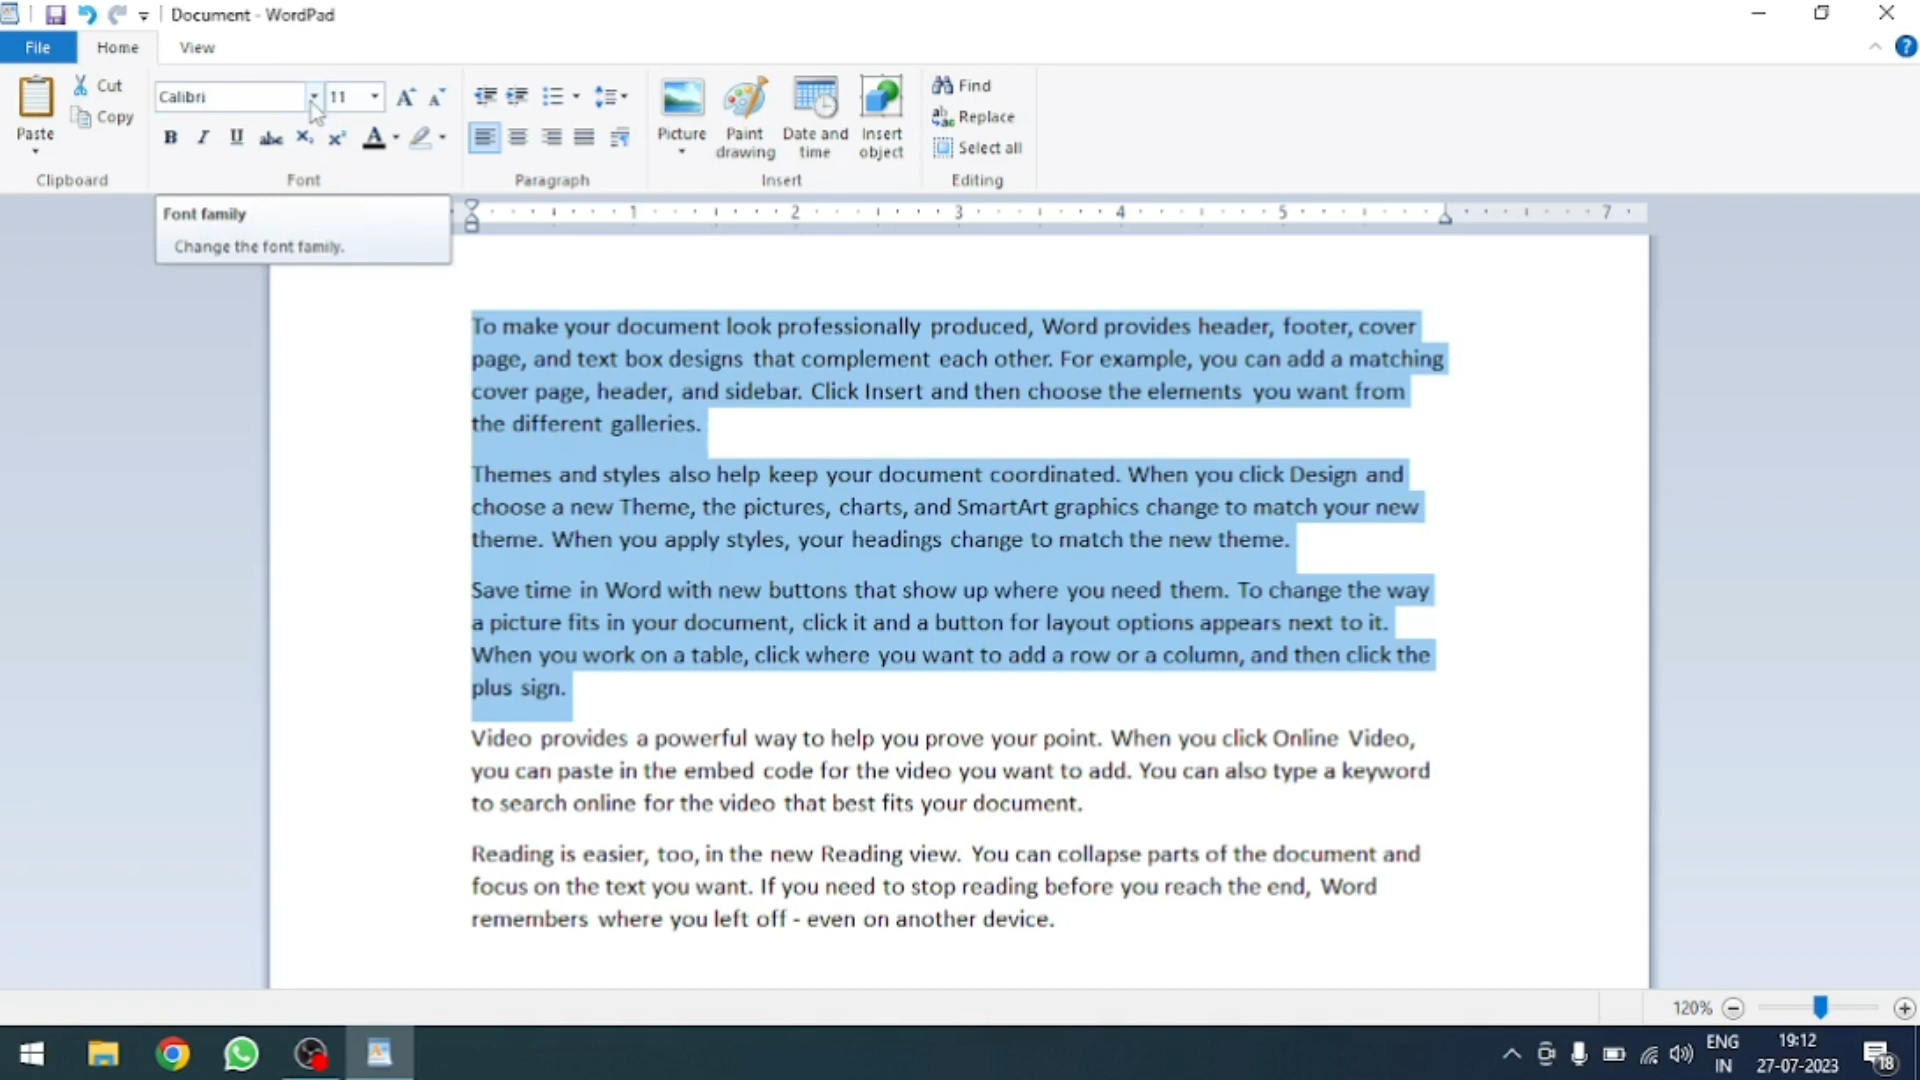 Document - WordPad
File
Home
View
Paste
Cut
Copy
Clipboard
Calibri
11
B
I
U
abc
X₂
X²
A
Font
Paragraph
Picture
Paint drawing
Date and time
Insert object
Insert
Find
Replace
Select all
Editing
Font family
Change the font family.
1
2
3
4
5
7
To make your document look professionally produced, Word provides header, footer, cover
page, and text box designs that complement each other. For example, you can add a matching
cover page, header, and sidebar. Click Insert and then choose the elements you want from
the different galleries.
Themes and styles also help keep your document coordinated. When you click Design and
choose a new Theme, the pictures, charts, and SmartArt graphics change to match your new
theme. When you apply styles, your headings change to match the new theme.
Save time in Word with new buttons that show up where you need them. To change the way
a picture fits in your document, click it and a button for layout options appears next to it.
When you work on a table, click where you want to add a row or a column, and then click the
plus sign.
Video provides a powerful way to help you prove your point. When you click Online Video,
you can paste in the embed code for the video you want to add. You can also type a keyword
to search online for the video that best fits your document.
Reading is easier, too, in the new Reading view. You can collapse parts of the document and
focus on the text you want. If you need to stop reading before you reach the end, Word
remembers where you left off - even on another device.
120%
ENG
IN
19:12
27-07-2023
18